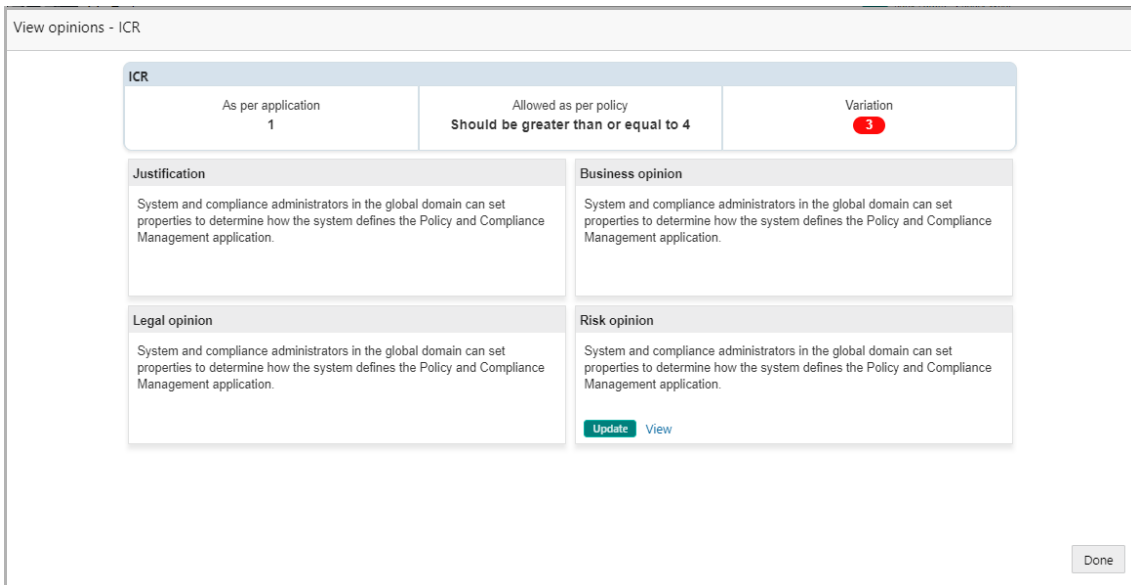 View opinions - ICR
ICR
As per application
1
Allowed as per policy
Should be greater than or equal to 4
Variation
3
Justification
System and compliance administrators in the global domain can set
properties to determine how the system defines the Policy and Compliance
Management application.
Business opinion
System and compliance administrators in the global domain can set
properties to determine how the system defines the Policy and Compliance
Management application.
Legal opinion
System and compliance administrators in the global domain can set
properties to determine how the system defines the Policy and Compliance
Management application.
Risk opinion
System and compliance administrators in the global domain can set
properties to determine how the system defines the Policy and Compliance
Management application.
Update View
Done